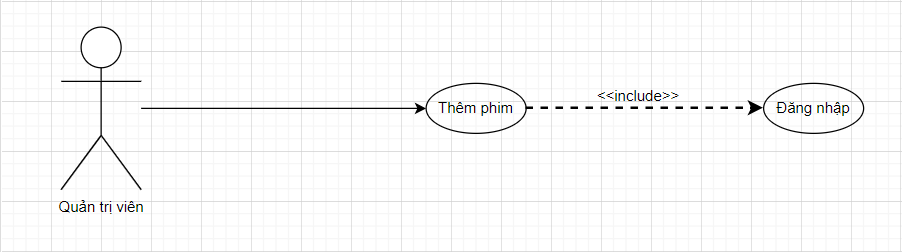 <<include>>
Thêm phim
Đăng nhập
Quản trị viên